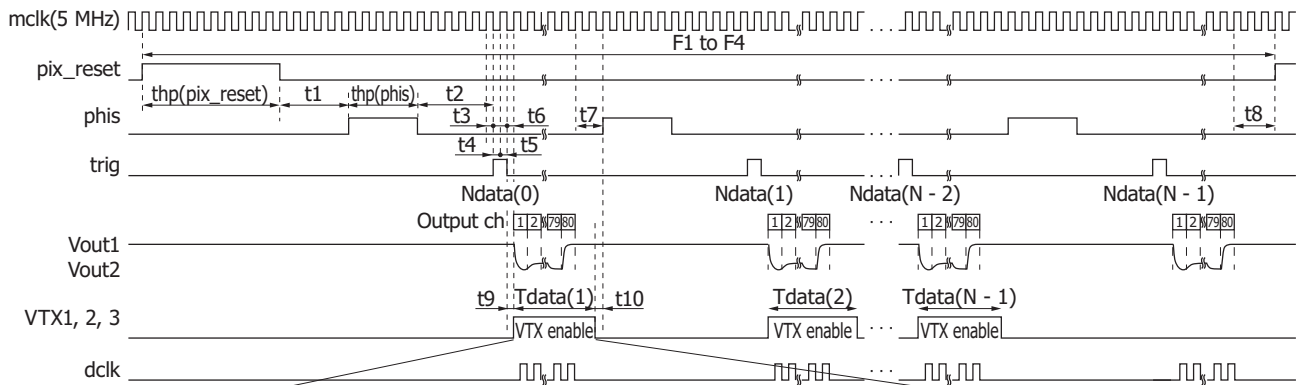 mclk(5 MHz)
F1 to F4
pix_reset
thp(pix_reset) t1 thp(phis) t2
phis t3 t6 t7 t8
t4 t5
trig
Ndata(0) Ndata(1) Ndata(N - 2) Ndata(N - 1)
Output ch 1 2 79 80 1 2 79 80 · · · 1 2 79 80 1 2 79 80
Vout1
Vout2
t9 Tdata(1) t10 Tdata(2) Tdata(N - 1)
VTX1, 2, 3 VTX enable VTX enable VTX enable
dclk